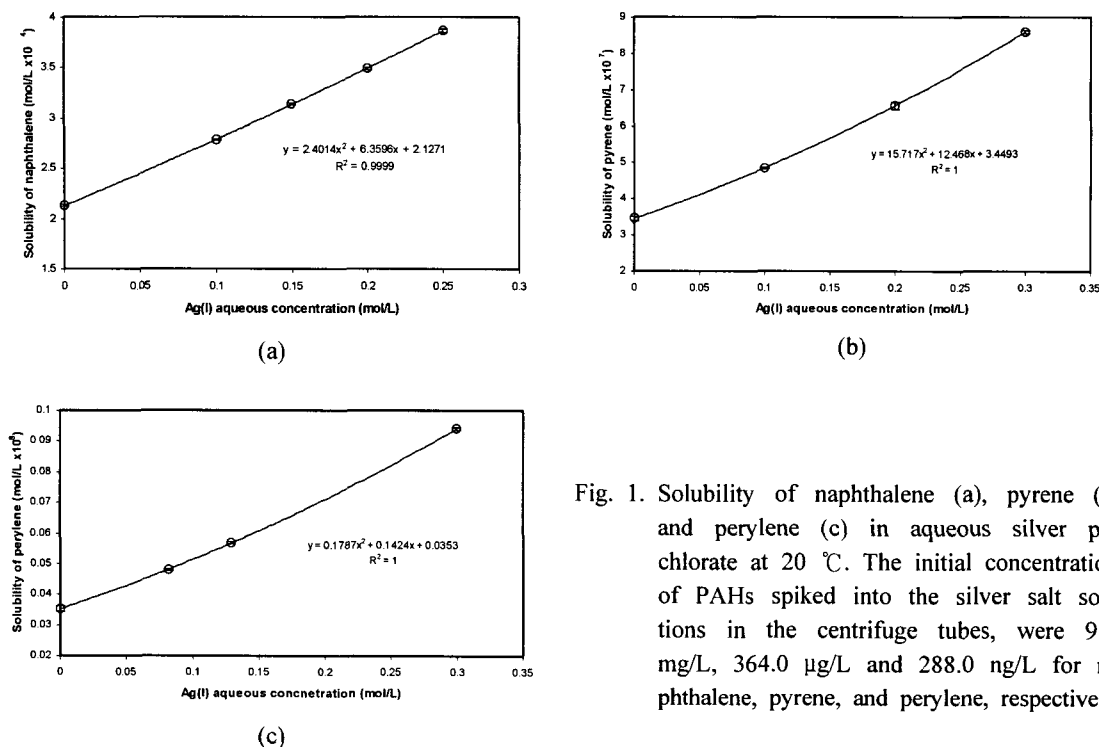 4
3.5
3
2.5
2
1.5
Solubility of naphthalene (mol/L x10⁻⁴)
y = 2.4014x² + 6.3596x + 2.1271
R² = 0.9999
0 0.05 0.1 0.15 0.2 0.25 0.3
Ag(I) aqueous concentration (mol/L)
(a)
9
8
7
6
5
4
3
2
Solubility of pyrene (mol/L x10⁷)
y = 15.717x² + 12.468x + 3.4493
R² = 1
0 0.05 0.1 0.15 0.2 0.25 0.3 0.35
Ag(I) aqueous concentration (mol/L)
(b)
0.1
0.09
0.08
0.07
0.06
0.05
0.04
0.03
0.02
Solubility of perylene (mol/L x10⁸)
y = 0.1787x² + 0.1424x + 0.0353
R² = 1
0 0.05 0.1 0.15 0.2 0.25 0.3 0.35
Ag(I) aqueous concnetration (mol/L)
(c)
Fig. 1. Solubility of naphthalene (a), pyrene (
and perylene (c) in aqueous silver p
chlorate at 20 ℃. The initial concentration
of PAHs spiked into the silver salt so
tions in the centrifuge tubes, were 9
mg/L, 364.0 µg/L and 288.0 ng/L for
phthalene, pyrene, and perylene, respective